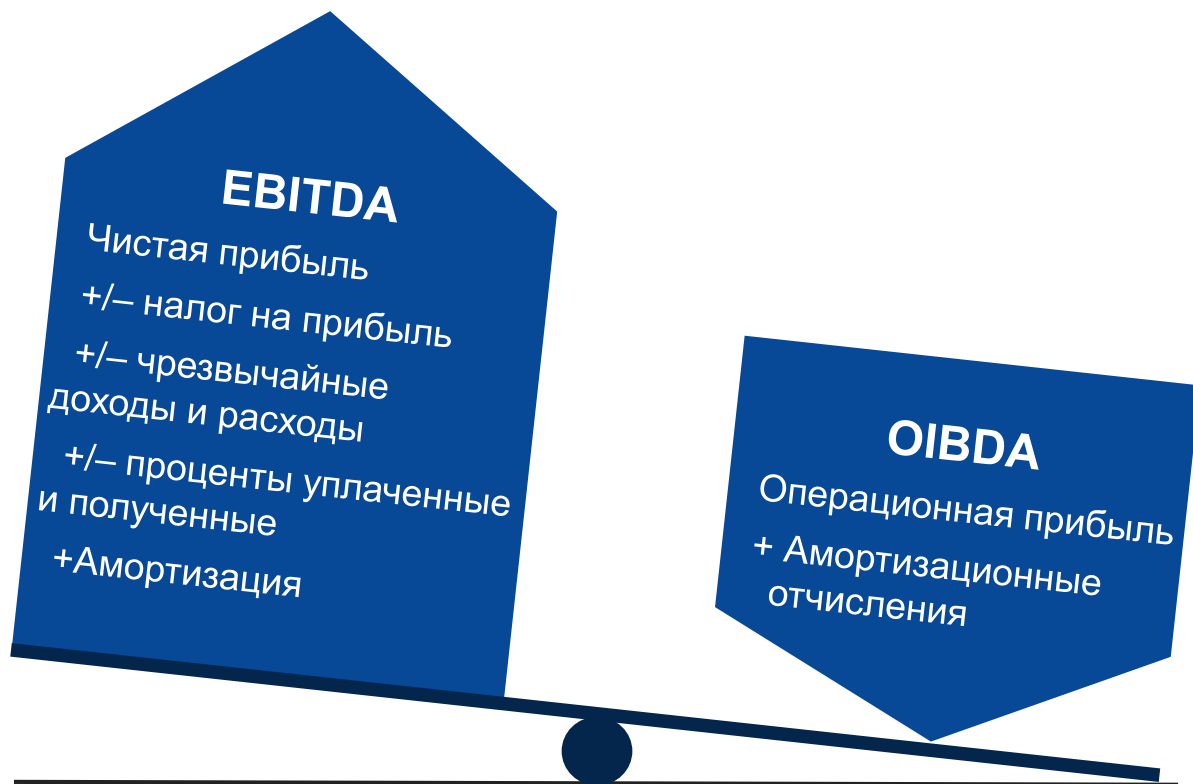 EBITDA
Чистая прибыль
+/– налог на прибыль
+/– чрезвычайные
доходы и расходы
+/– проценты уплаченные
и полученные
+Амортизация
OIBDA
Операционная прибыль
+ Амортизационные
отчисления